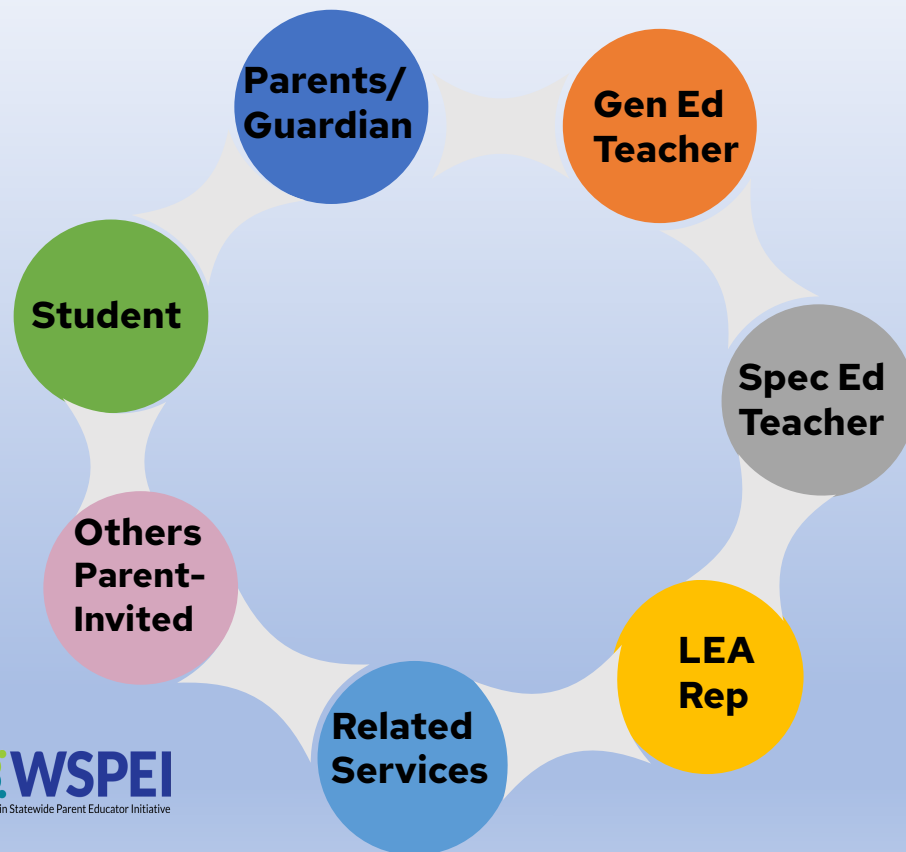 Parents/
Guardian
Gen Ed
Teacher
Student
Spec Ed
Teacher
Others
Parent-
Invited
LEA
Rep
Related
Services
WSPEI
in Statewide Parent Educator Initiative